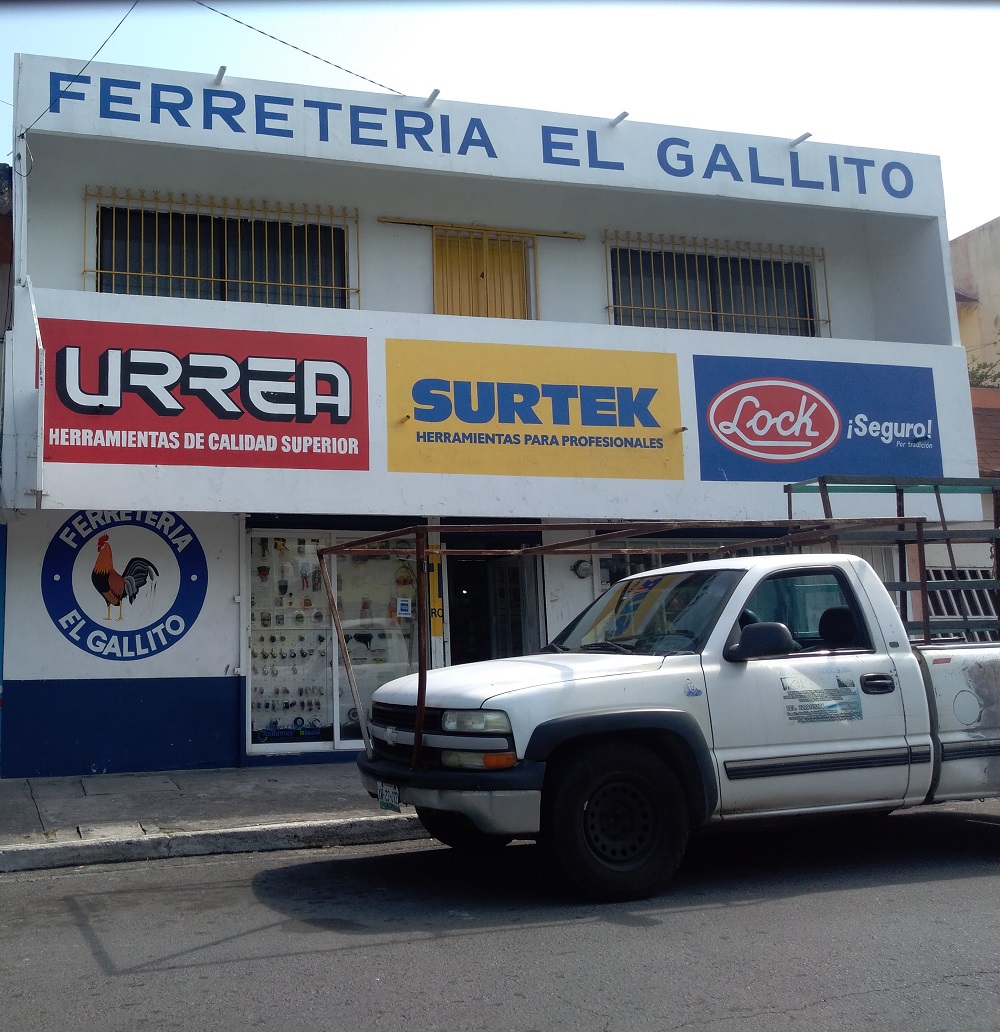 FERRETERIA EL GALLITO
URREA
HERRAMIENTAS DE CALIDAD SUPERIOR
SURTEK
HERRAMIENTAS PARA PROFESIONALES
Lock
¡Seguro!
Por tradición
FERRETERIA
EL GALLITO